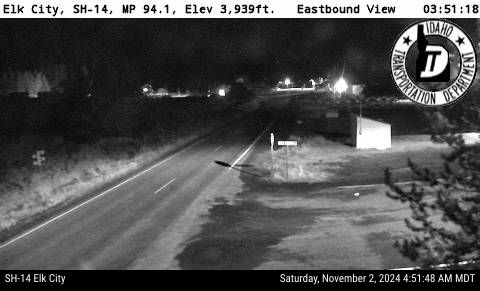 Elk City, SH-14, MP 94.1, Elev 3,939ft. Eastbound View 03:51:18
IDAHO
TRANSPORTATION DEPARTMENT
SH-14 Elk City Saturday, November 2, 2024 4:51:48 AM MDT